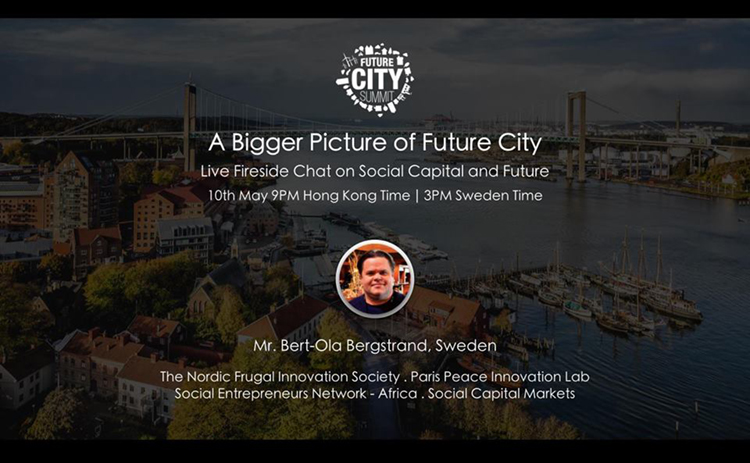 IN THE
FUTURE
CITY
SUMMIT
A Bigger Picture of Future City
Live Fireside Chat on Social Capital and Future
10th May 9PM Hong Kong Time | 3PM Sweden Time
Mr. Bert-Ola Bergstrand, Sweden
The Nordic Frugal Innovation Society . Paris Peace Innovation Lab
Social Entrepreneurs Network - Africa . Social Capital Markets